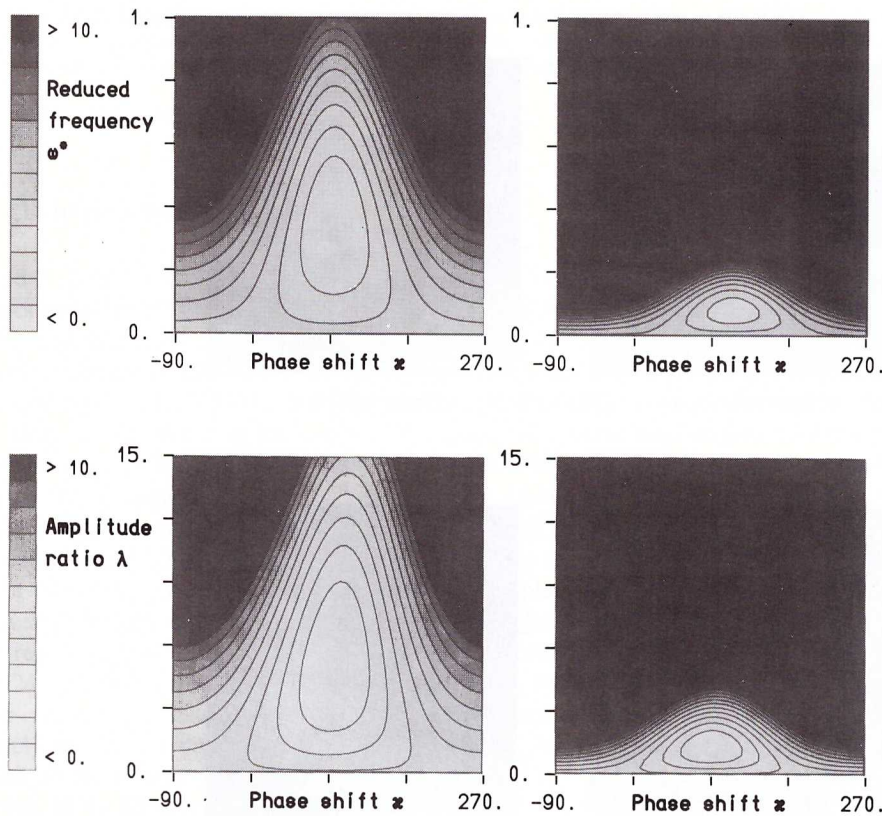 > 10.
Reduced
frequency
ω*
< 0.
1.
0.
-90.
Phase shift ϰ
270.
1.
0.
-90.
Phase shift ϰ
270.
> 10.
Amplitude
ratio λ
< 0.
15.
0.
-90.
Phase shift ϰ
270.
15.
0.
-90.
Phase shift ϰ
270.